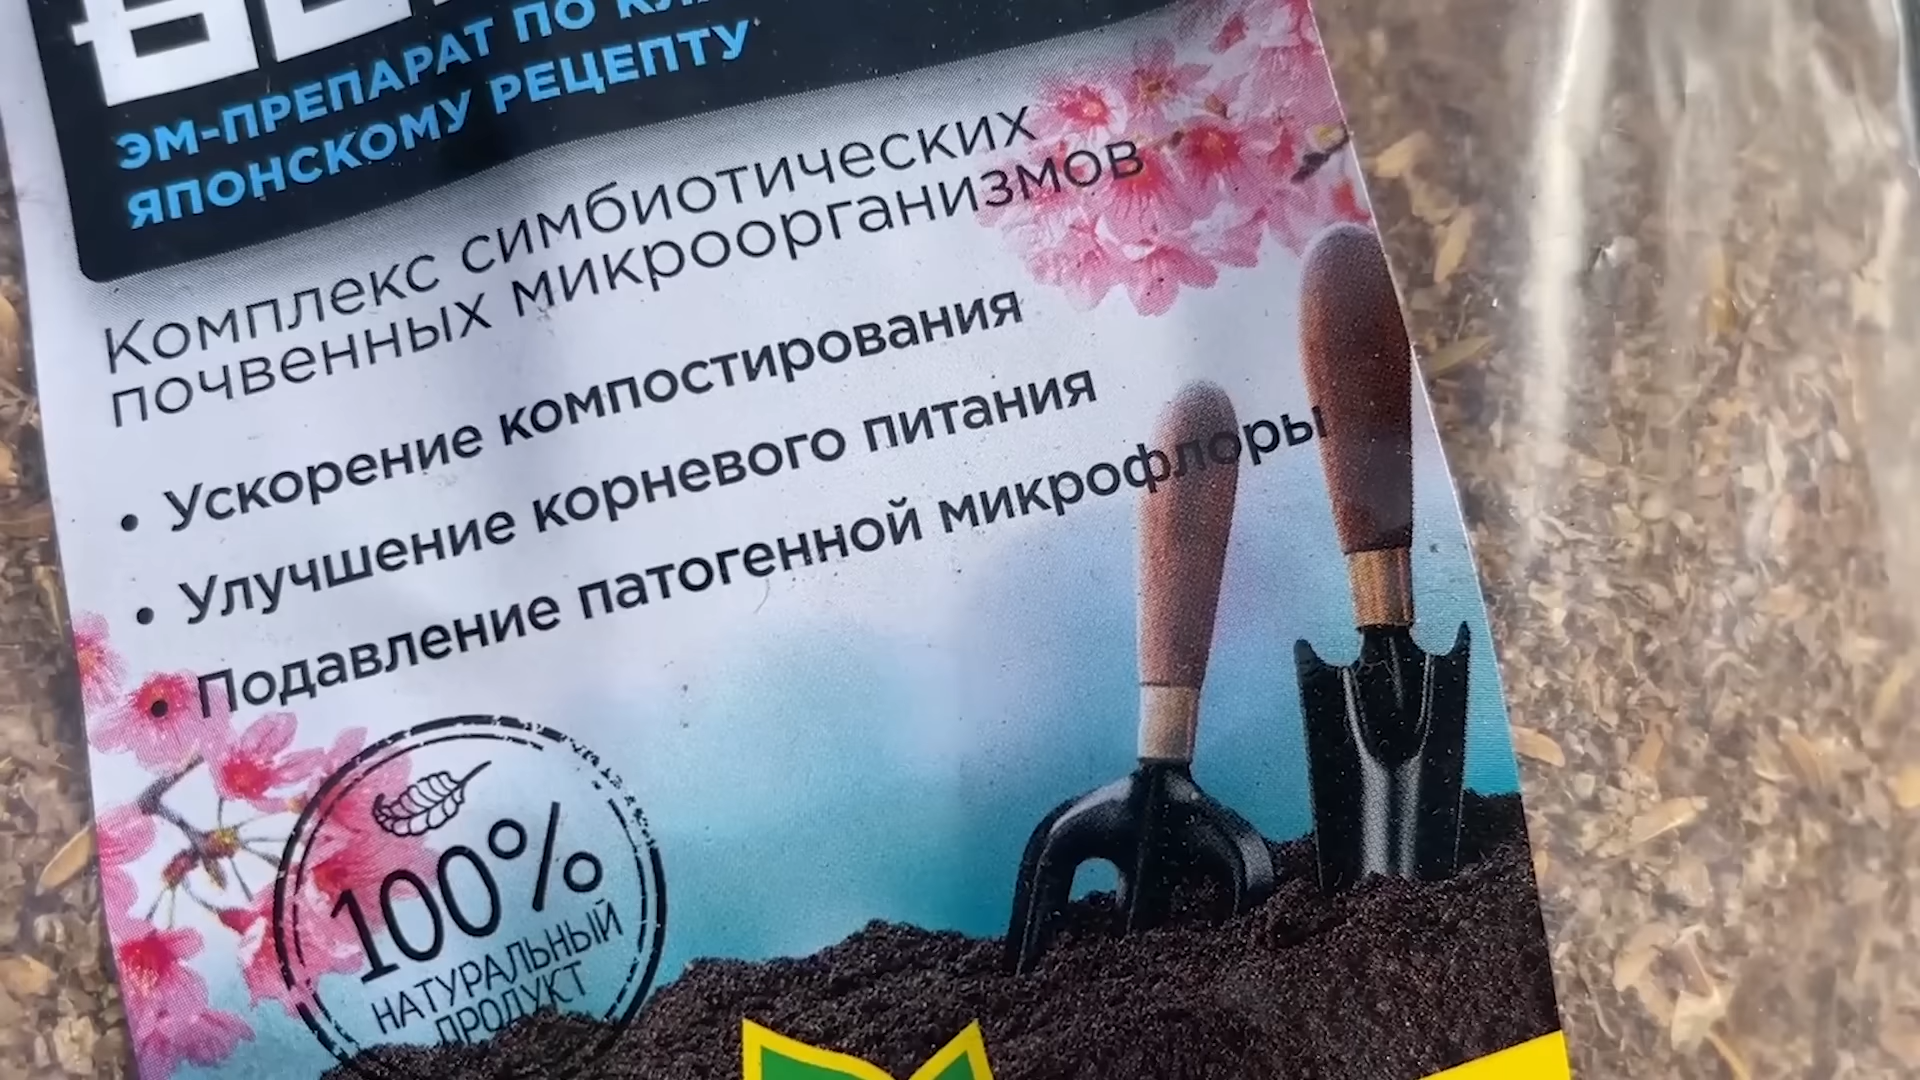 ЭМ-ПРЕПАРАТ ПО
ЯПОНСКОМУ РЕЦЕПТУ
Комплекс симбиотических
почвенных микроорганизмов
• Ускорение компостирования
• Улучшение корневого питания
• Подавление патогенной микрофлоры
100%
НАТУРАЛЬНЫЙ
ПРОДУКТ